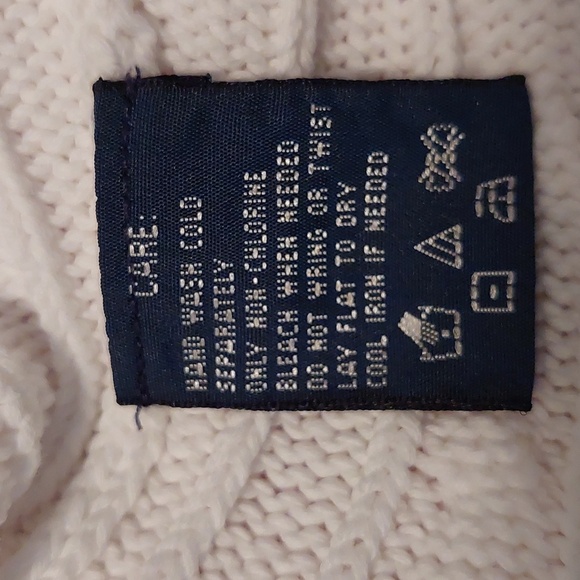 CARE:
HAND WASH COLD
SEPARATELY
ONLY NON-CHLORINE
BLEACH WHEN NEEDED
DO NOT WRING OR TWIST
LAY FLAT TO DRY
COOL IRON IF NEEDED